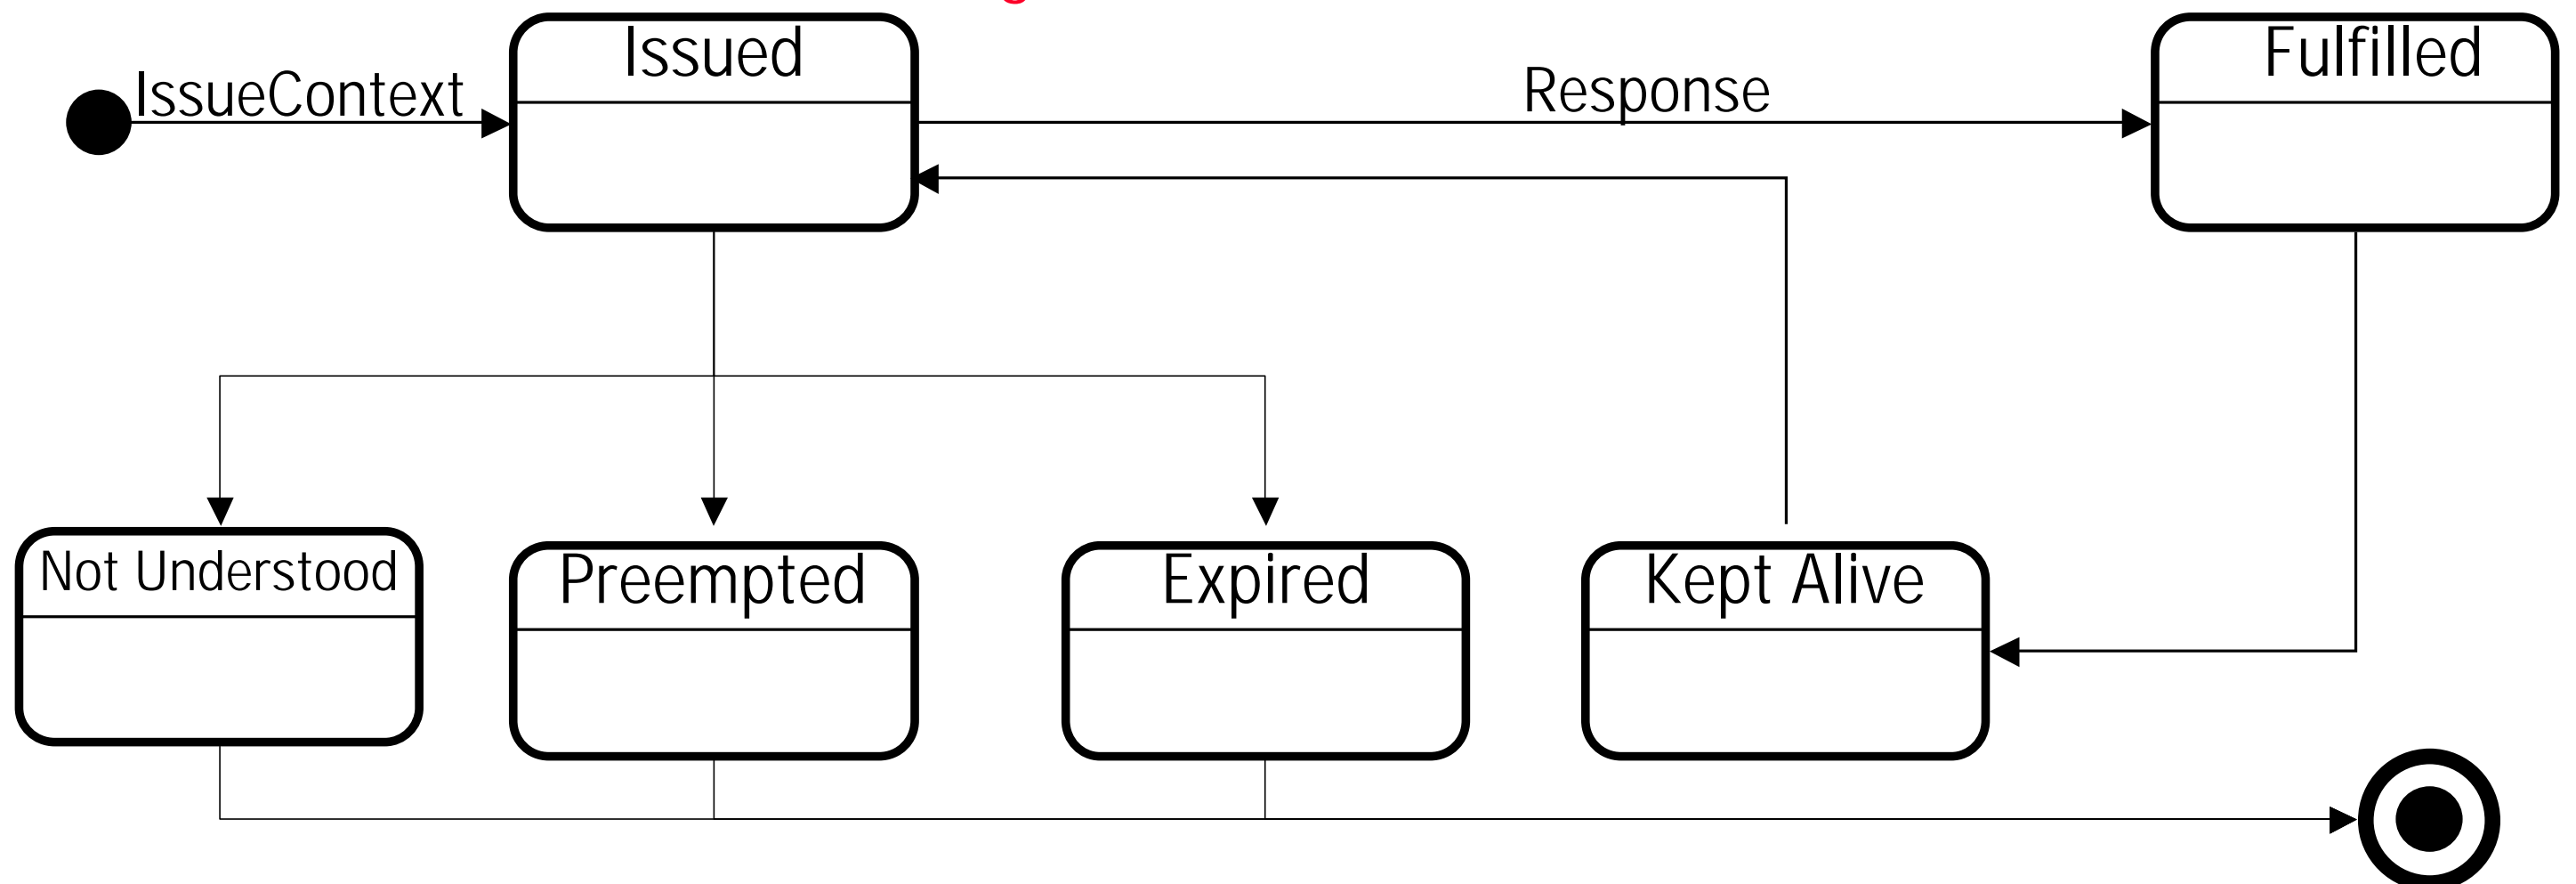 Issued
Fulfilled
IssueContext
Response
Not Understood
Preempted
Expired
Kept Alive